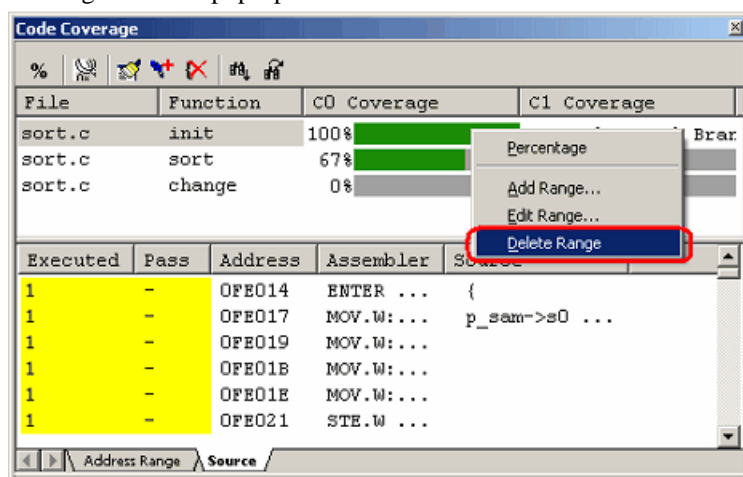 Code Coverage
%
File Function C0 Coverage C1 Coverage
sort.c init 100% Bran
sort.c sort 67%
sort.c change 0%
Percentage
Add Range...
Edit Range...
Delete Range
Executed Pass Address Assembler Source
1 - 0FE014 ENTER ... {
1 - 0FE017 MOV.W:... p_sam->s0 ...
1 - 0FE019 MOV.W:...
1 - 0FE01B MOV.W:...
1 - 0FE01E MOV.W:...
1 - 0FE021 STE.W ...
Address Range Source